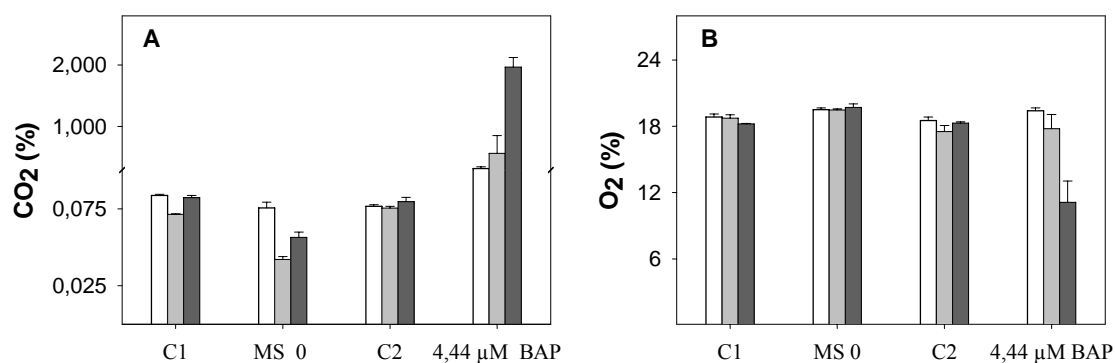 A
CO2 (%)
2,000
1,000
0,075
0,025
C1 MS 0 C2 4,44 µM BAP
B
O2 (%)
24
18
12
6
C1 MS 0 C2 4,44 µM BAP